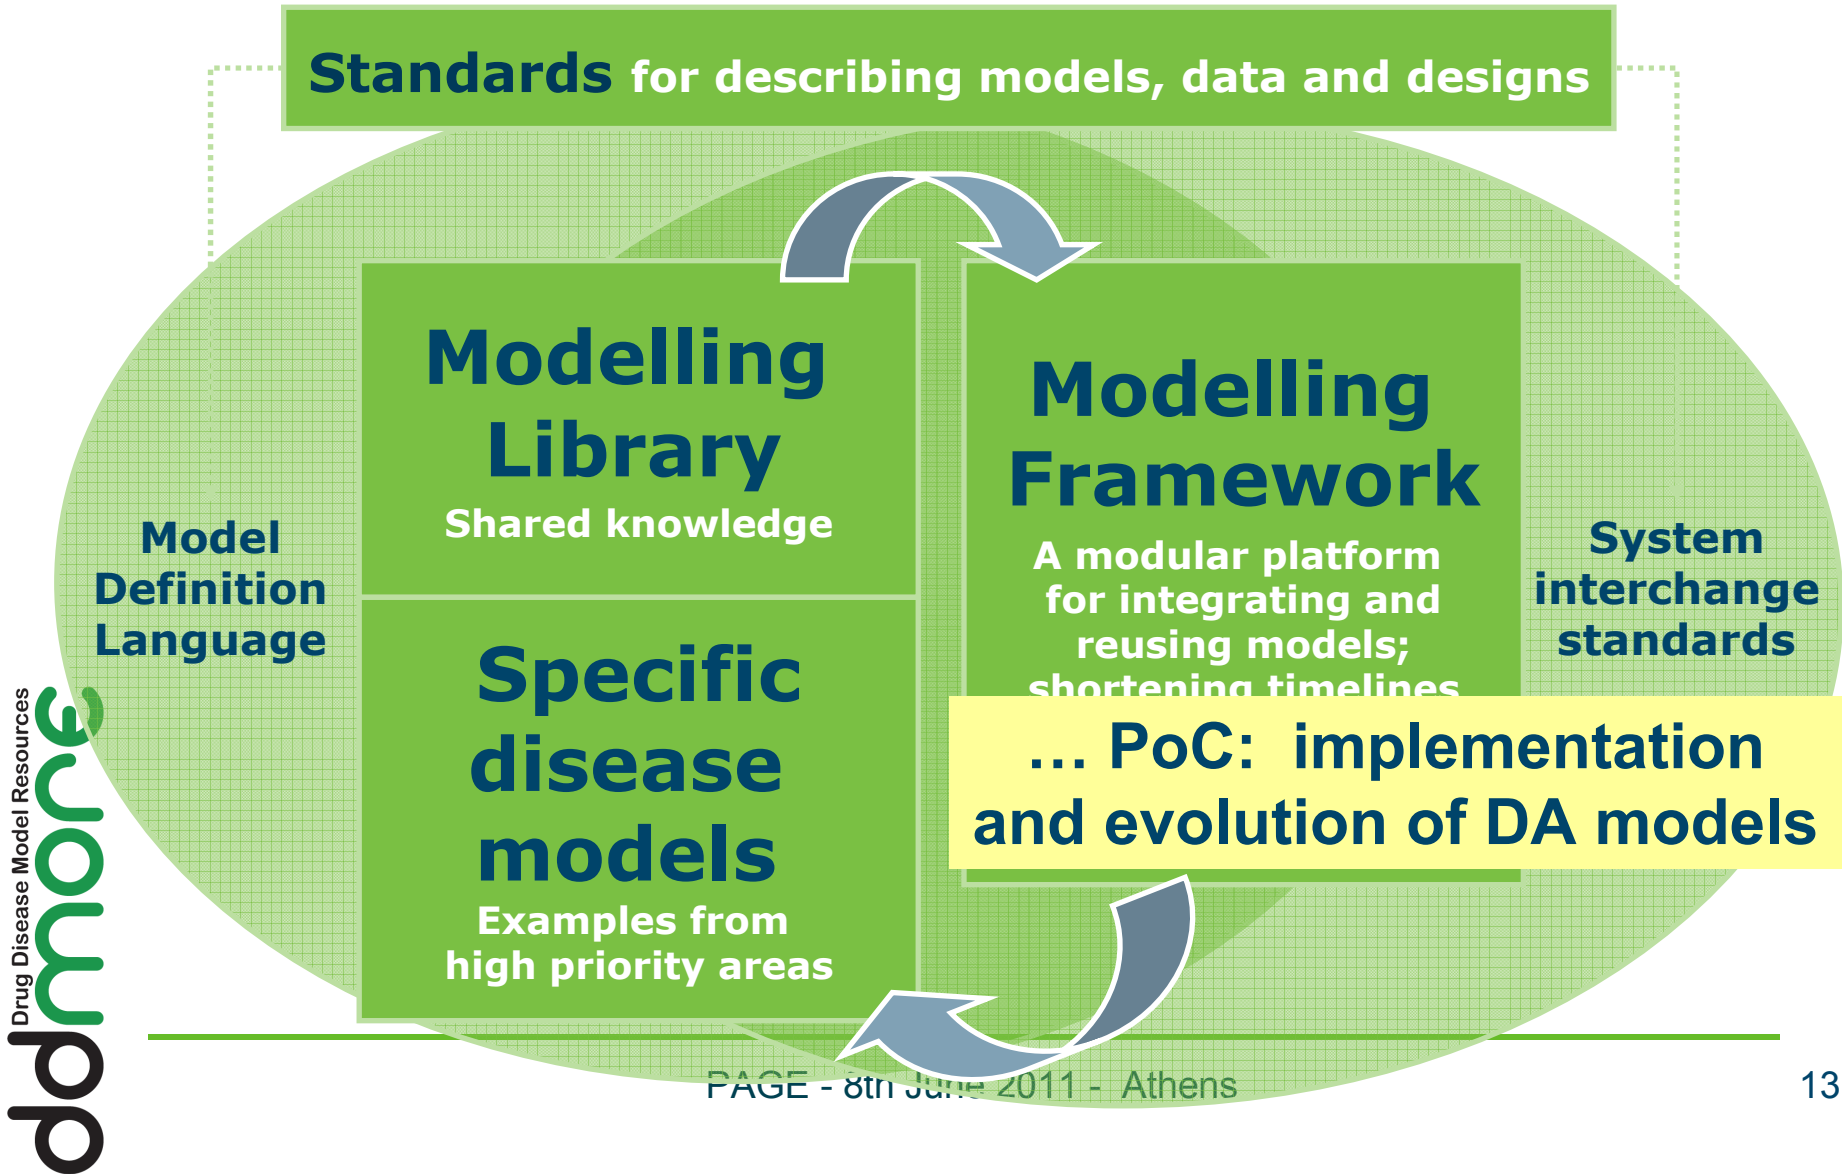 Standards for describing models, data and designs
Modelling
Library
Shared knowledge
Specific
disease
models
Examples from
high priority areas
Modelling
Framework
A modular platform
for integrating and
reusing models;
shortening timelines
… PoC: implementation
and evolution of DA models
Model
Definition
Language
System
interchange
standards
Drug Disease Model Resources
ddmore
PAGE - 8th June 2011 - Athens
13